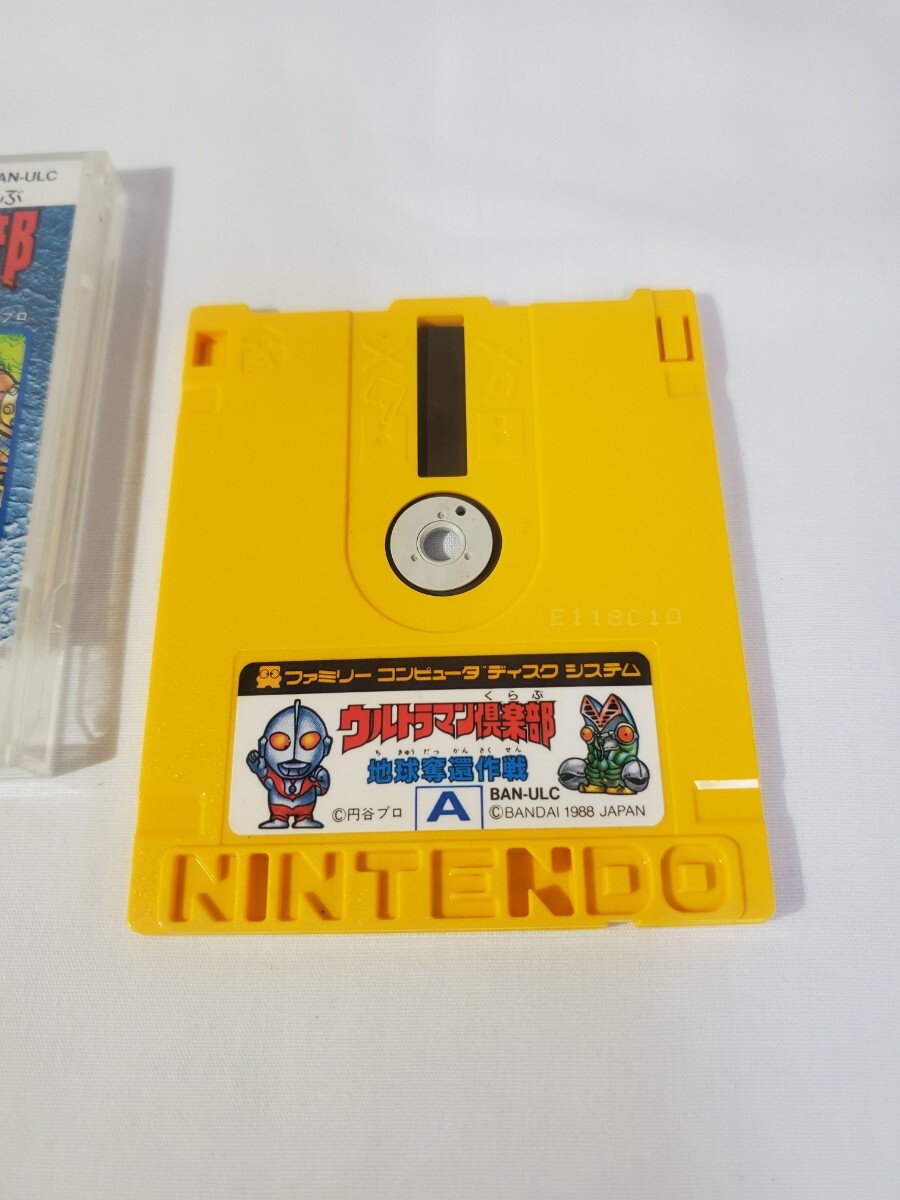 AN-ULC
ぶ
プロ
E118C10
ファミリー コンピュータ ディスク システム
くらぶ
ウルトラマン倶楽部
ちきゅうだっかんさくせん
地球奪還作戦
©円谷プロ
A
BAN-ULC
©BANDAI 1988 JAPAN
NINTENDO